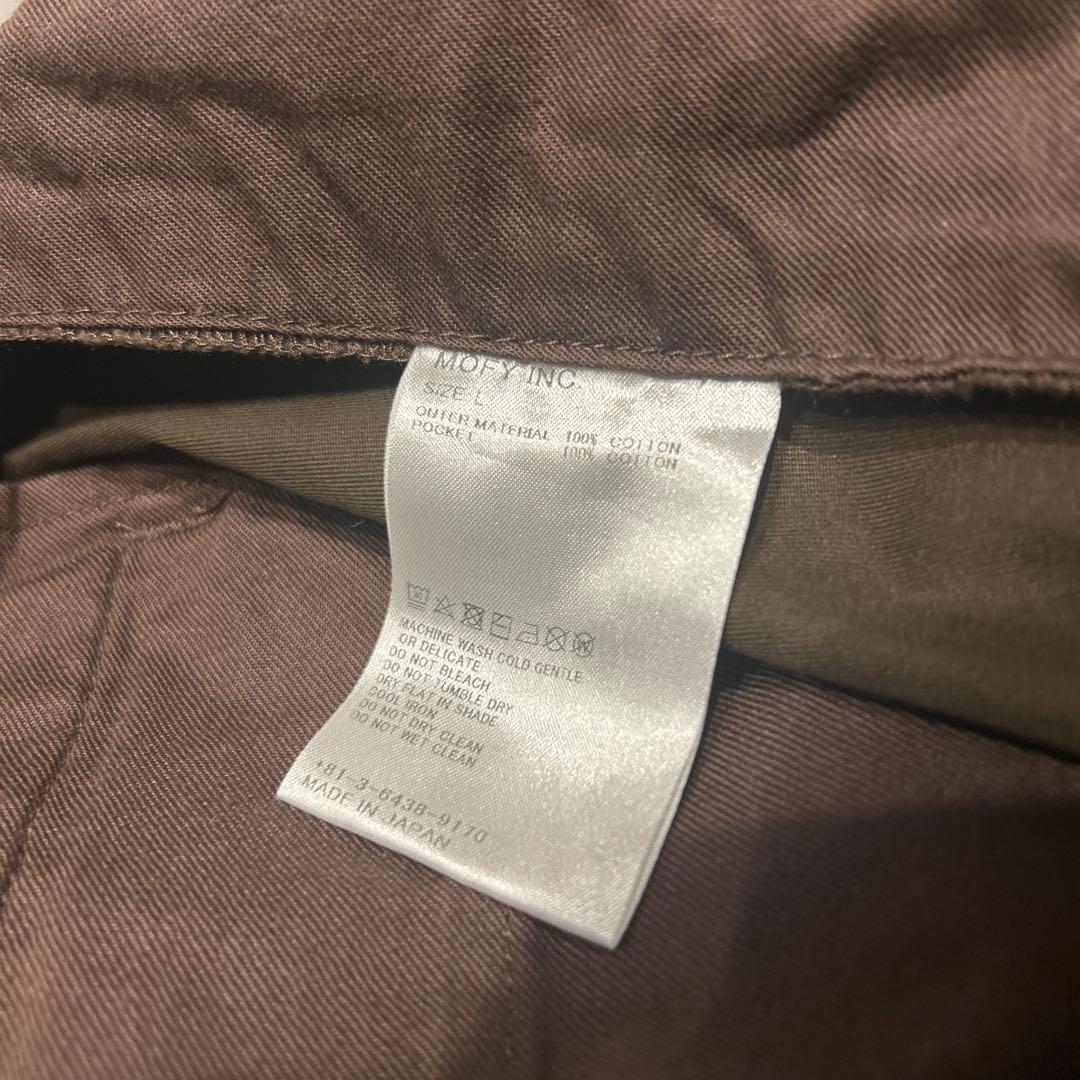 MOFY INC.
SIZE L
OUTER MATERIAL 100% COTTON
POCKET 100% COTTON
MACHINE WASH COLD GENTLE
OR DELICATE
DO NOT BLEACH
DO NOT TUMBLE DRY
DRY FLAT IN SHADE
COOL IRON
DO NOT DRY CLEAN
DO NOT WET CLEAN
+81-3-6438-9170
MADE IN JAPAN